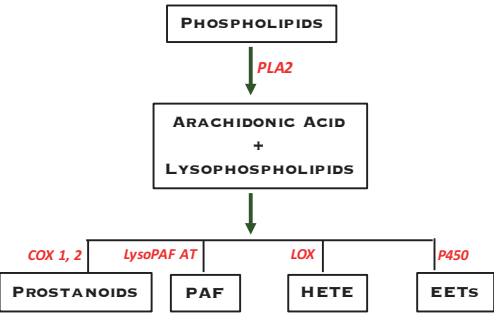 PHOSPHOLIPIDS
PLA2
ARACHIDONIC ACID
+
LYSOPHOSPHOLIPIDS
COX 1, 2
LysoPAF AT
LOX
P450
PROSTANOIDS
PAF
HETE
EETS